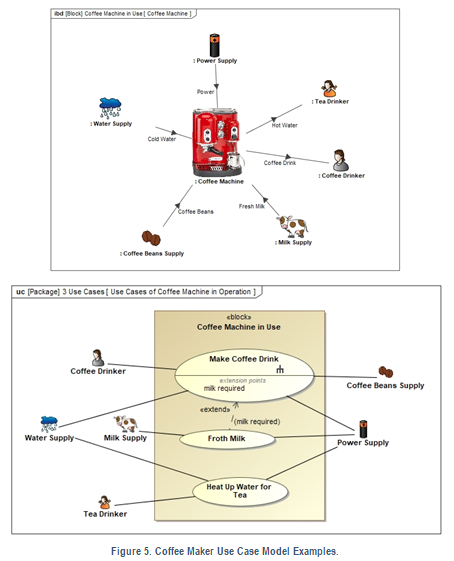 ibd [Block] Coffee Machine in Use [ Coffee Machine ]
: Power Supply
Power
: Tea Drinker
: Water Supply
Hot Water
Cold Water
Coffee Drink
: Coffee Drinker
: Coffee Machine
Coffee Beans
Fresh Milk
: Milk Supply
: Coffee Beans Supply
uc [Package] 3 Use Cases [ Use Cases of Coffee Machine in Operation ]
«block»
Coffee Machine in Use
Make Coffee Drink
Coffee Drinker
extension points
milk required
Coffee Beans Supply
«extend»
(milk required)
Water Supply
Milk Supply
Froth Milk
Power Supply
Heat Up Water for
Tea
Tea Drinker
Figure 5. Coffee Maker Use Case Model Examples.